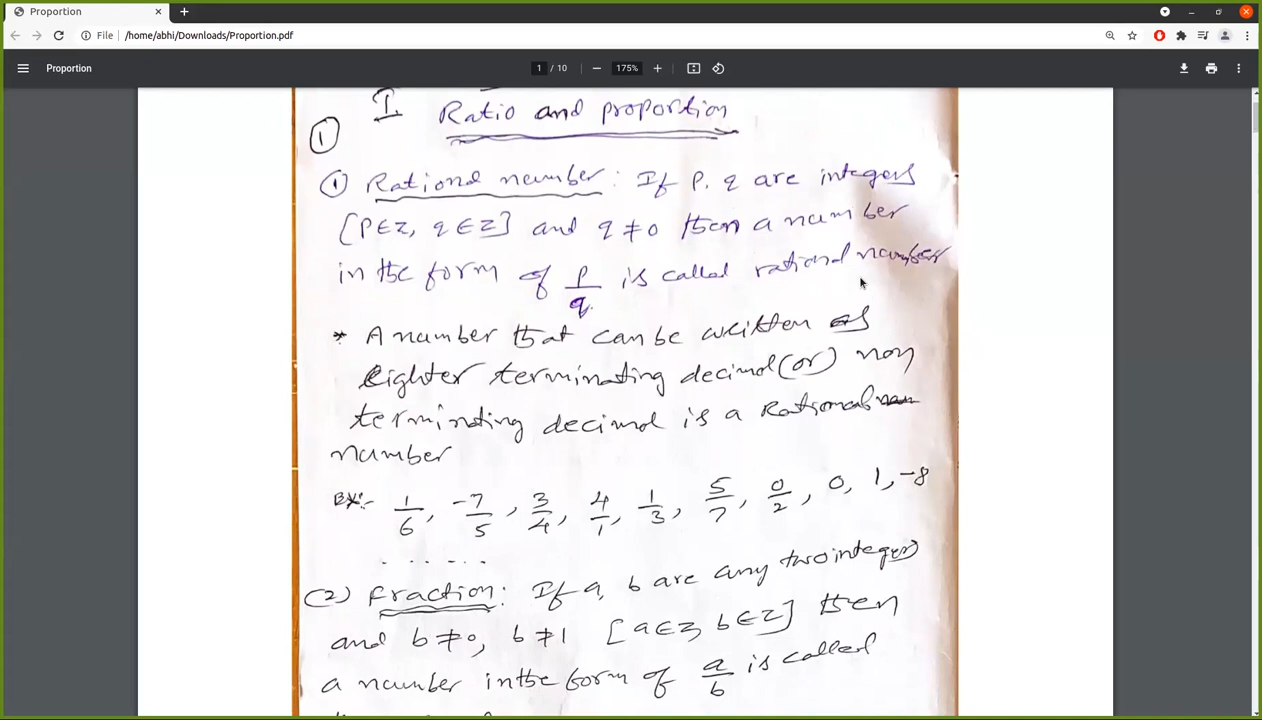 Proportion
File
/home/abhi/Downloads/Proportion.pdf
Proportion
1 / 10
175%
I Ratio and proportion
①
① Rational number: If P, q are integers
[P∈Z, q∈Z] and q ≠ 0 then a number
in the form of P/q is called rational number
* A number that can be written as
eighter terminating decimal (or) non
terminating decimal is a Rational
number
Ex:- 1/6, -7/5, 3/4, 4/1, 1/3, 5/7, 0/2, 0, 1, -8
......
(2) Fraction: If a, b are any two integers
and b≠0, b≠1 [a∈Z, b∈Z] then
a number in the form of a/b is called